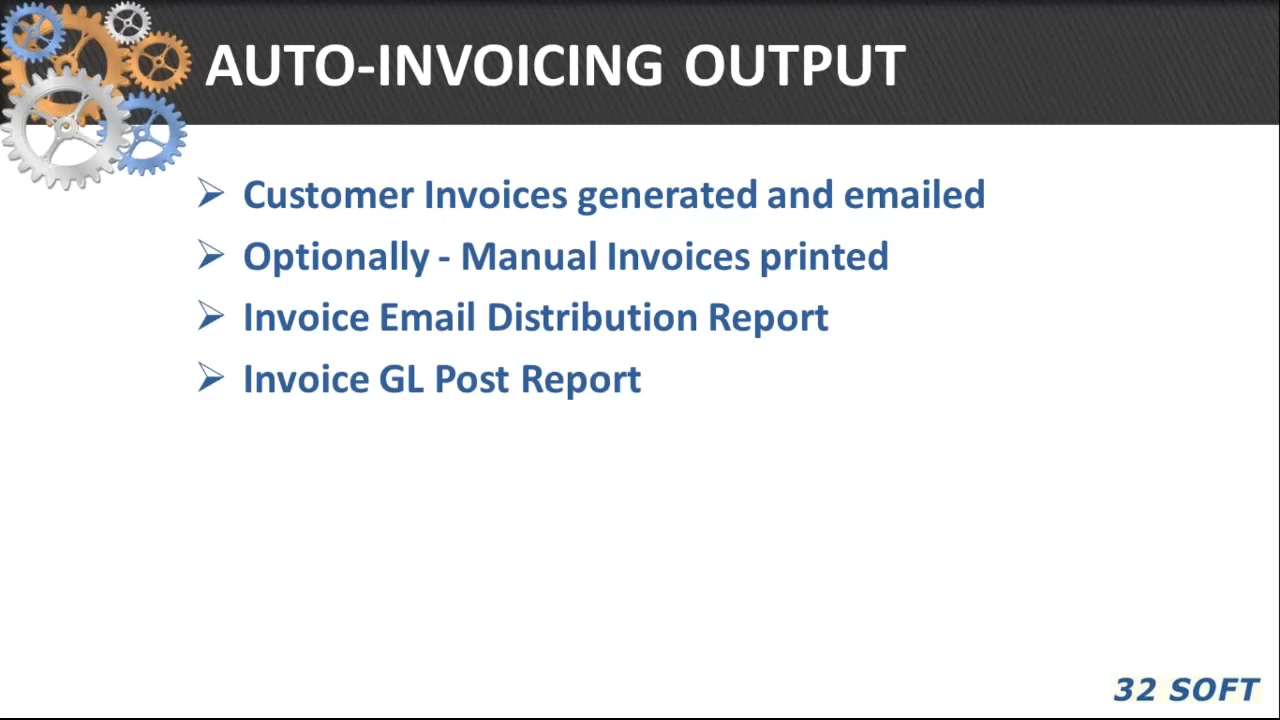 AUTO-INVOICING OUTPUT
Customer Invoices generated and emailed
Optionally - Manual Invoices printed
Invoice Email Distribution Report
Invoice GL Post Report
32 SOFT